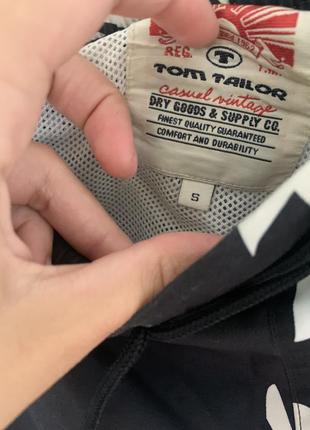 REG.
T
TOM TAILOR
casual vintage
DRY GOODS & SUPPLY CO.
FINEST QUALITY GUARANTEED
COMFORT AND DURABILITY
S